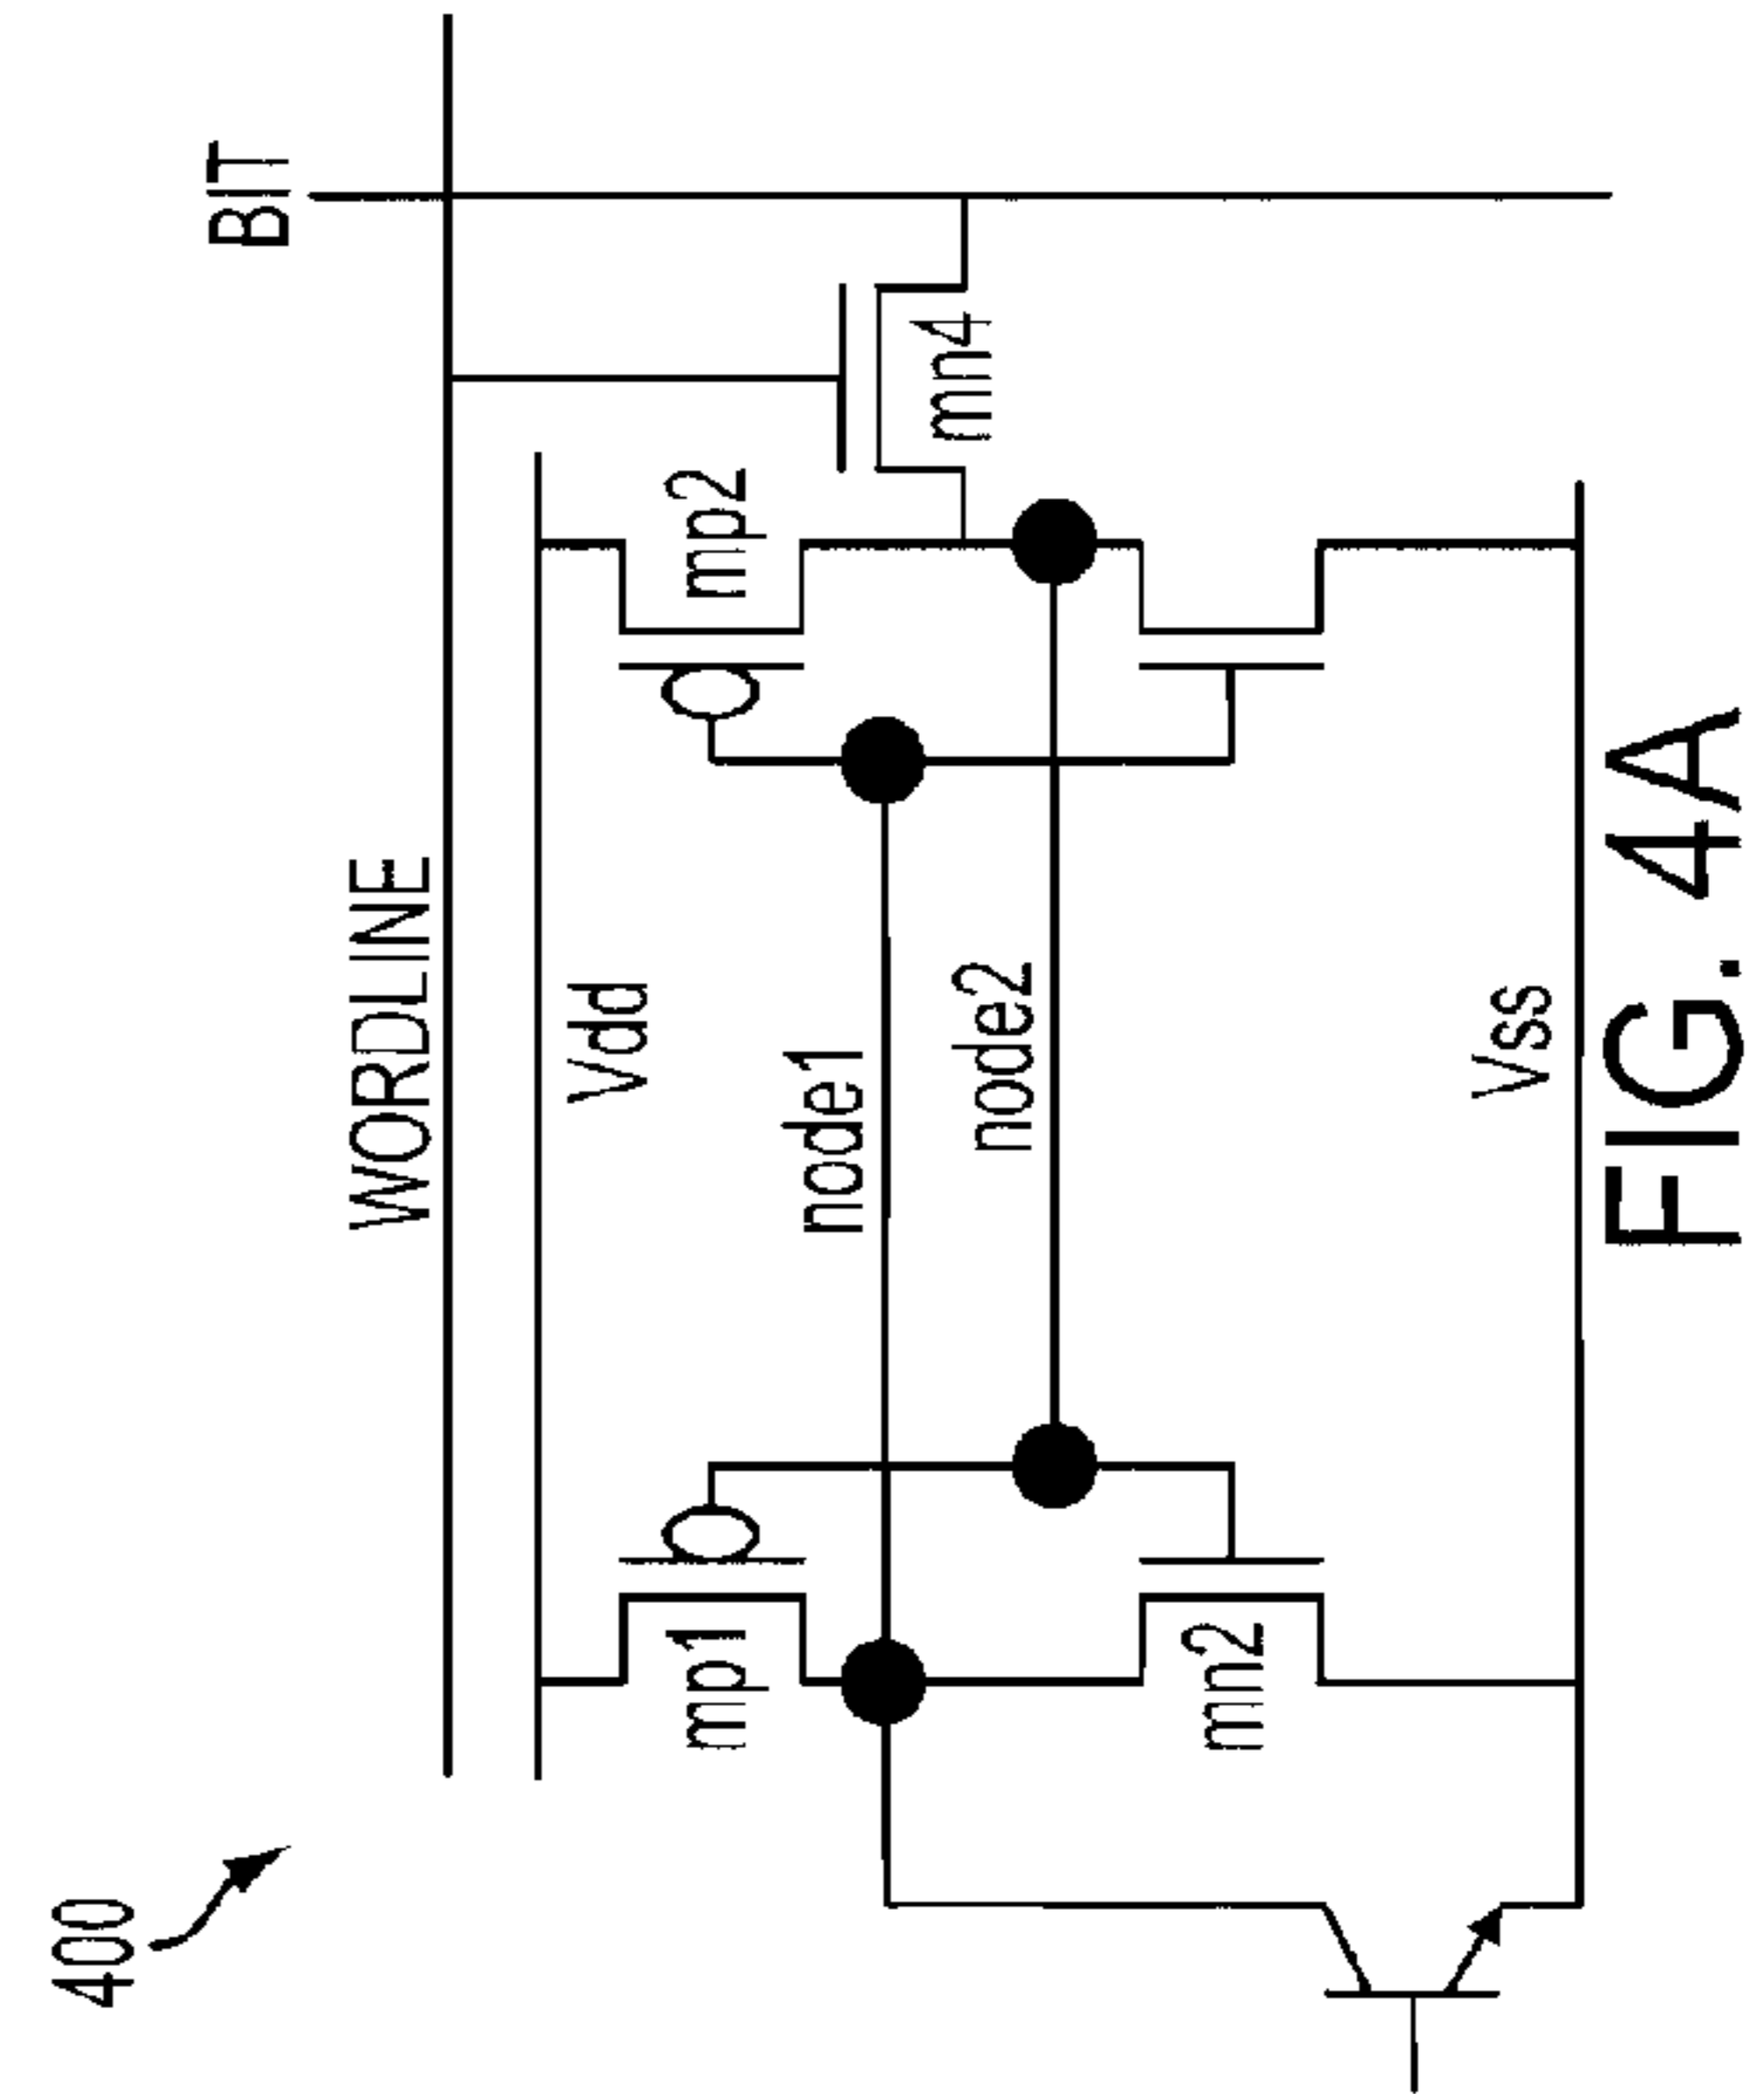 400
WORDLINE
BIT
Vdd
mp1
mp2
node1
node2
mn4
mn2
Vss
FIG. 4A